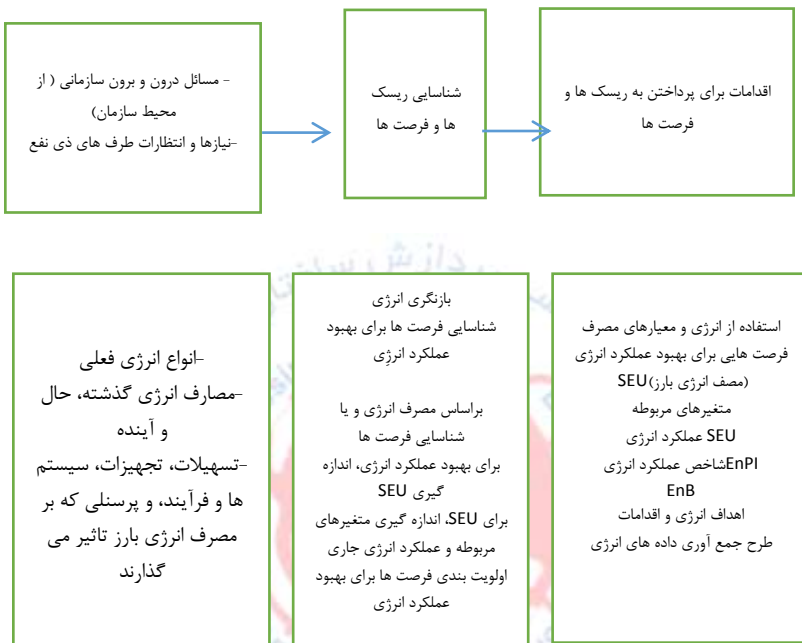 - مسائل درون و برون سازمانی ( از
محیط سازمان)
-نیازها و انتظارات طرف های ذی نفع
شناسایی ریسک
ها و فرصت ها
اقدامات برای پرداختن به ریسک ها و
فرصت ها
-انواع انرژی فعلی
-مصارف انرژی گذشته، حال
و آینده
-تسهیلات، تجهیزات، سیستم
ها و فرآیند، و پرسنلی که بر
مصرف انرژی بارز تاثیر می
گذارند
بازنگری انرژی
شناسایی فرصت ها برای بهبود
عملکرد انرژِی
براساس مصرف انرژی و یا
شناسایی فرصت ها
برای بهبود عملکرد انرژی، اندازه
گیری SEU
برای SEU، اندازه گیری متغیرهای
مربوطه و عملکرد انرژی جاری
اولویت بندی فرصت ها برای بهبود
عملکرد انرژی
استفاده از انرژی و معیارهای مصرف
فرصت هایی برای بهبود عملکرد انرژی
SEU(مصف انرژی بارز)
متغیرهای مربوطه
SEU عملکرد انرژی
EnPIشاخص عملکرد انرژی
EnB
اهداف انرژی و اقدامات
طرح جمع آوری داده های انرژی